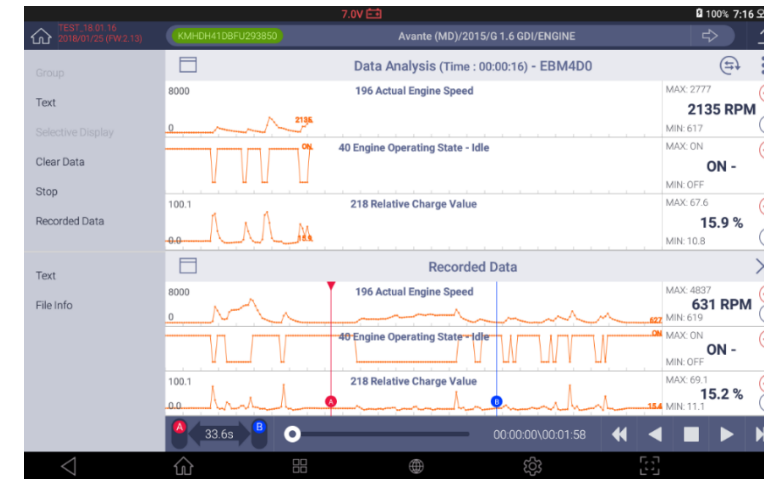 7.0V
100% 7:16
TEST_18.01.16
2018/01/25 (FW2.13)
KMHDH41DBFU293850
Avante (MD)/2015/G 1.6 GDI/ENGINE
Group
Text
Selective Display
Clear Data
Stop
Recorded Data
Text
File Info
Data Analysis (Time : 00:00:16) - EBM4D0
8000
196 Actual Engine Speed
2135
0
MAX: 2777
2135 RPM
MIN: 617
40 Engine Operating State - Idle
ON
MAX: ON
ON -
MIN: OFF
100.1
218 Relative Charge Value
15.9
0.0
MAX: 67.6
15.9 %
MIN: 10.8
Recorded Data
8000
196 Actual Engine Speed
627
0
MAX: 4837
631 RPM
MIN: 619
40 Engine Operating State - Idle
ON
MAX: ON
ON -
MIN: OFF
100.1
218 Relative Charge Value
15.4
0.0
A
B
MAX: 69.1
15.2 %
MIN: 11.1
A
33.6s
B
00:00:00\00:01:58